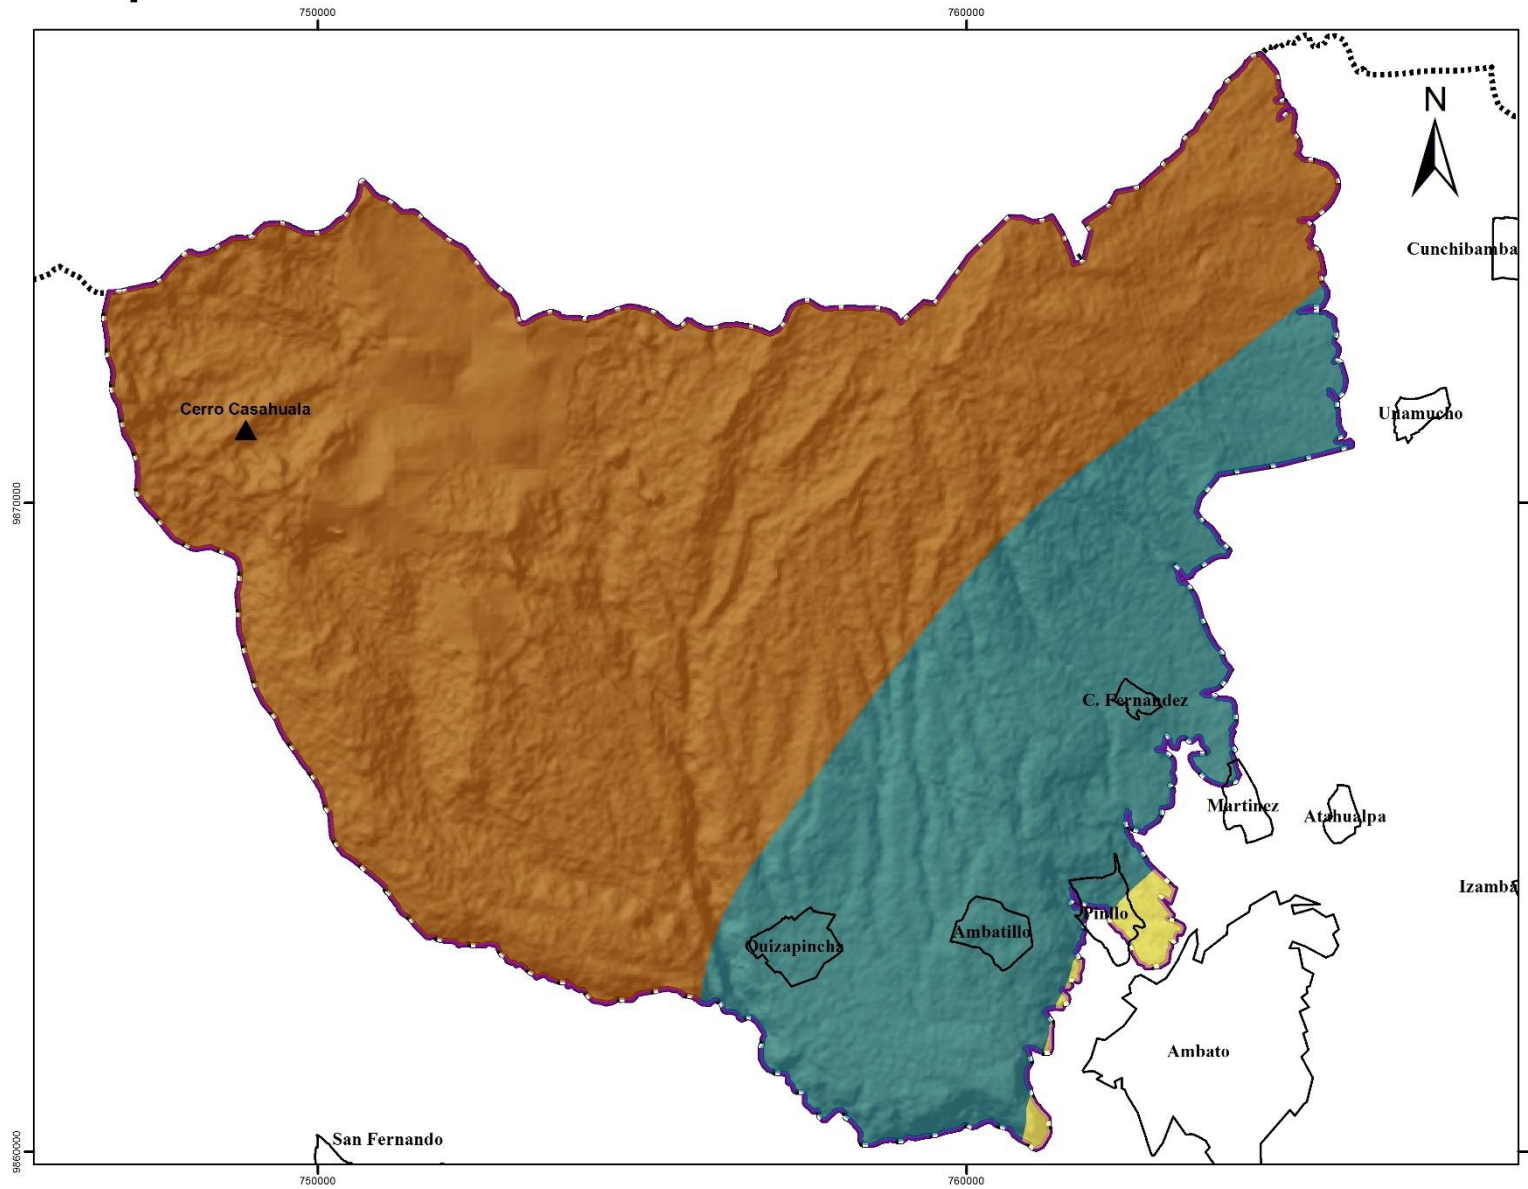 750000
760000
N
Cunchibamba
Cerro Casahuala
Unamucho
9870000
C. Fernandez
Martinez
Atahualpa
Izamba
Pinllo
Ambatillo
Quizapincha
Ambato
San Fernando
9860000
750000
760000